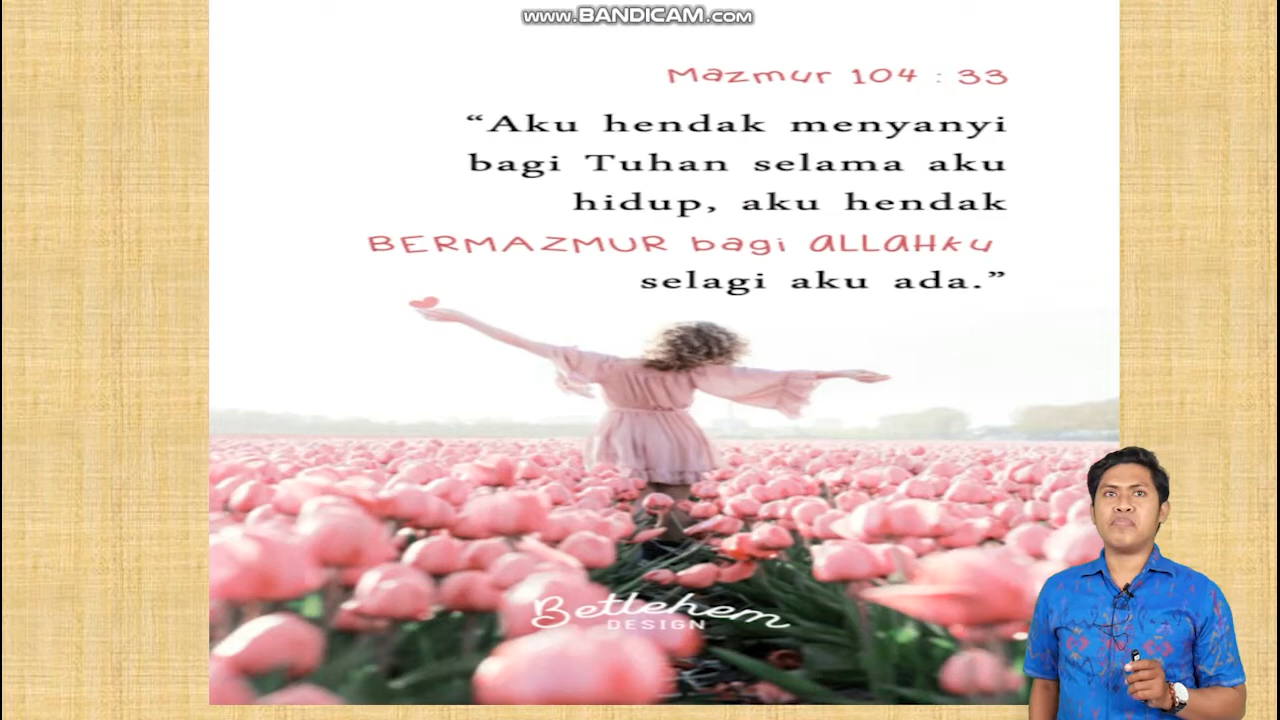 www.BANDICAM.com
Mazmur 104 : 33
“Aku hendak menyanyi
bagi Tuhan selama aku
hidup, aku hendak
BERMAZMUR bagi ALLAHku
selagi aku ada.”
Betlehem
DESIGN